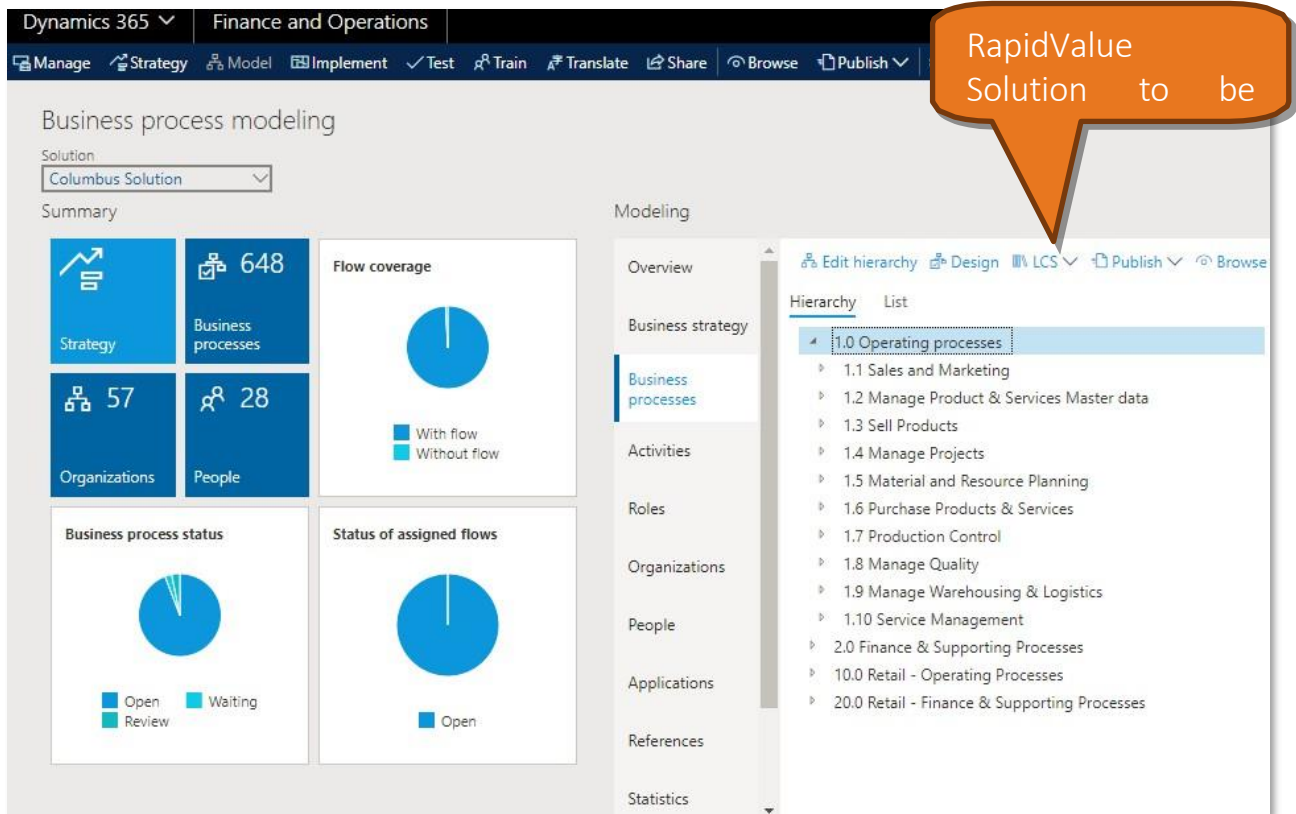 Dynamics 365 Finance and Operations
Manage Strategy Model Implement Test Train Translate Share Browse Publish
RapidValue
Solution to be
Business process modeling
Solution
Columbus Solution
Summary
Strategy
648
Business
processes
57
Organizations
28
People
Flow coverage
With flow
Without flow
Business process status
Open Waiting
Review
Status of assigned flows
Open
Modeling
Overview
Business strategy
Business
processes
Activities
Roles
Organizations
People
Applications
References
Statistics
Edit hierarchy Design LCS Publish Browse
Hierarchy List
1.0 Operating processes
1.1 Sales and Marketing
1.2 Manage Product & Services Master data
1.3 Sell Products
1.4 Manage Projects
1.5 Material and Resource Planning
1.6 Purchase Products & Services
1.7 Production Control
1.8 Manage Quality
1.9 Manage Warehousing & Logistics
1.10 Service Management
2.0 Finance & Supporting Processes
10.0 Retail - Operating Processes
20.0 Retail - Finance & Supporting Processes